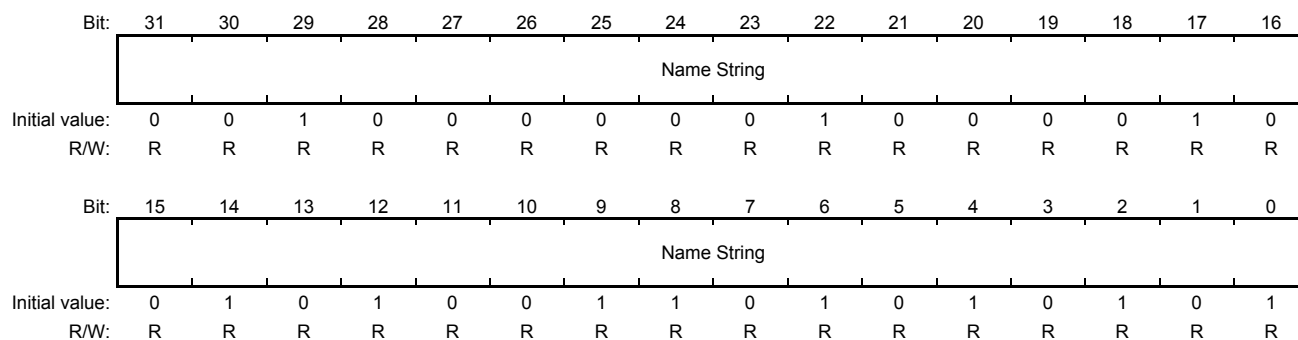 Bit: 31 30 29 28 27 26 25 24 23 22 21 20 19 18 17 16
Name String
Initial value: 0 0 1 0 0 0 0 0 0 1 0 0 0 0 1 0
R/W: R R R R R R R R R R R R R R R R
Bit: 15 14 13 12 11 10 9 8 7 6 5 4 3 2 1 0
Name String
Initial value: 0 1 0 1 0 0 1 1 0 1 0 1 0 1 0 1
R/W: R R R R R R R R R R R R R R R R